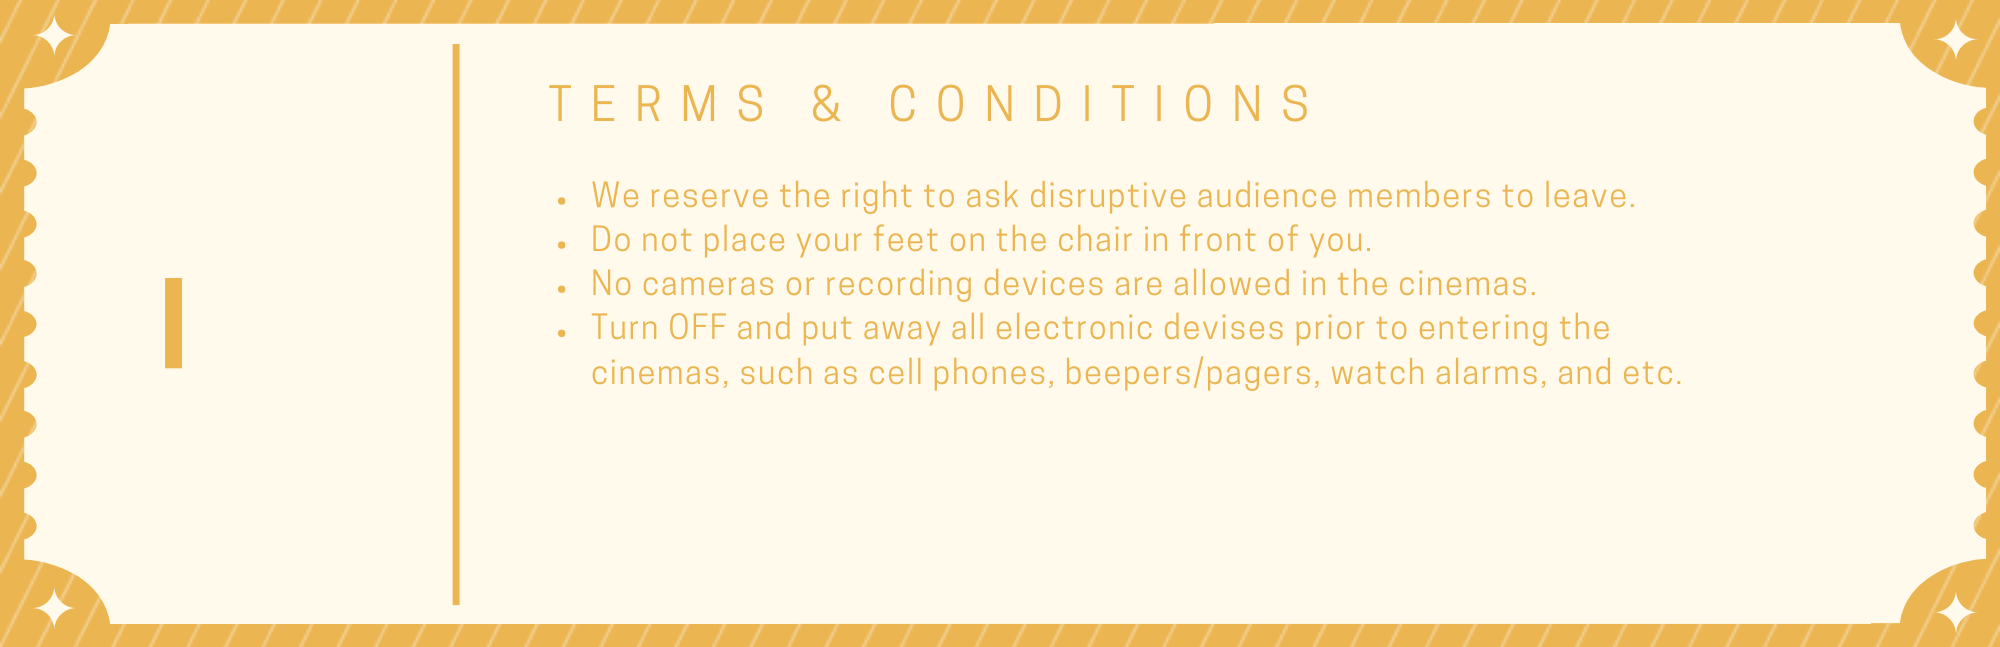 I
TERMS & CONDITIONS
We reserve the right to ask disruptive audience members to leave.
Do not place your feet on the chair in front of you.
No cameras or recording devices are allowed in the cinemas.
Turn OFF and put away all electronic devises prior to entering the
cinemas, such as cell phones, beepers/pagers, watch alarms, and etc.